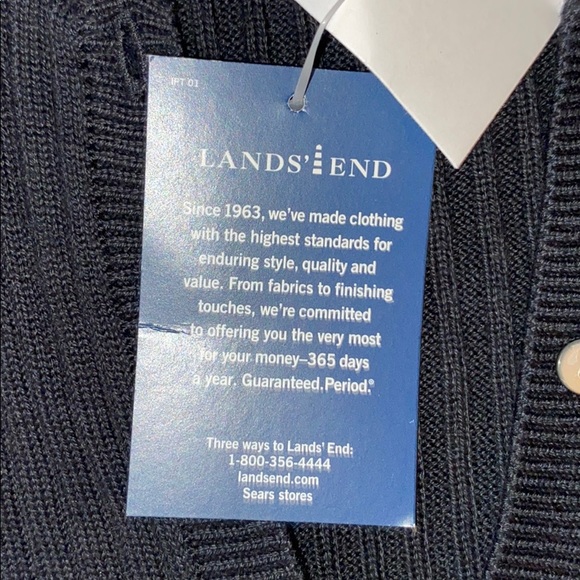 IPT 01
LANDS' END
Since 1963, we've made clothing
with the highest standards for
enduring style, quality and
value. From fabrics to finishing
touches, we're committed
to offering you the very most
for your money–365 days
a year. Guaranteed.Period.®
Three ways to Lands' End:
1-800-356-4444
landsend.com
Sears stores